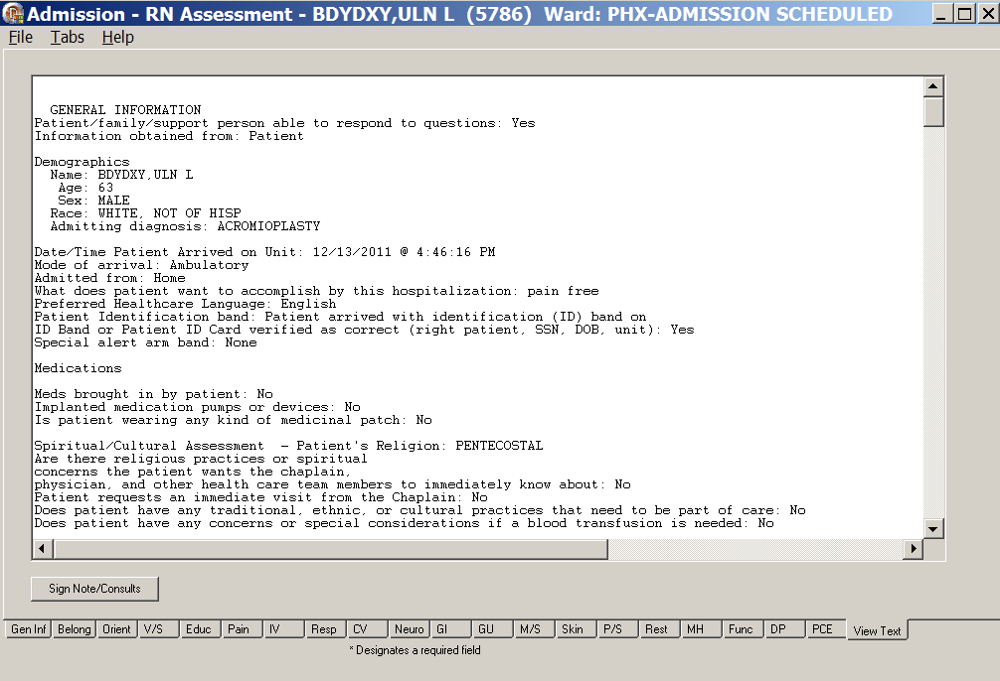 Admission - RN Assessment - BDYDXY,ULN L (5786) Ward: PHX-ADMISSION SCHEDULED
File Tabs Help
GENERAL INFORMATION
Patient/family/support person able to respond to questions: Yes
Information obtained from: Patient
Demographics
Name: BDYDXY,ULN L
Age: 63
Sex: MALE
Race: WHITE, NOT OF HISP
Admitting diagnosis: ACROMIOPLASTY
Date/Time Patient Arrived on Unit: 12/13/2011 @ 4:46:16 PM
Mode of arrival: Ambulatory
Admitted from: Home
What does patient want to accomplish by this hospitalization: pain free
Preferred Healthcare Language: English
Patient Identification band: Patient arrived with identification (ID) band on
ID Band or Patient ID Card verified as correct (right patient, SSN, DOB, unit): Yes
Special alert arm band: None
Medications
Meds brought in by patient: No
Implanted medication pumps or devices: No
Is patient wearing any kind of medicinal patch: No
Spiritual/Cultural Assessment - Patient's Religion: PENTECOSTAL
Are there religious practices or spiritual
concerns the patient wants the chaplain,
physician, and other health care team members to immediately know about: No
Patient requests an immediate visit from the Chaplain: No
Does patient have any traditional, ethnic, or cultural practices that need to be part of care: No
Does patient have any concerns or special considerations if a blood transfusion is needed: No
Sign Note/Consults
Gen Inf Belong Orient V/S Educ Pain IV Resp CV Neuro GI GU M/S Skin P/S Rest MH Func DP PCE View Text
* Designates a required field